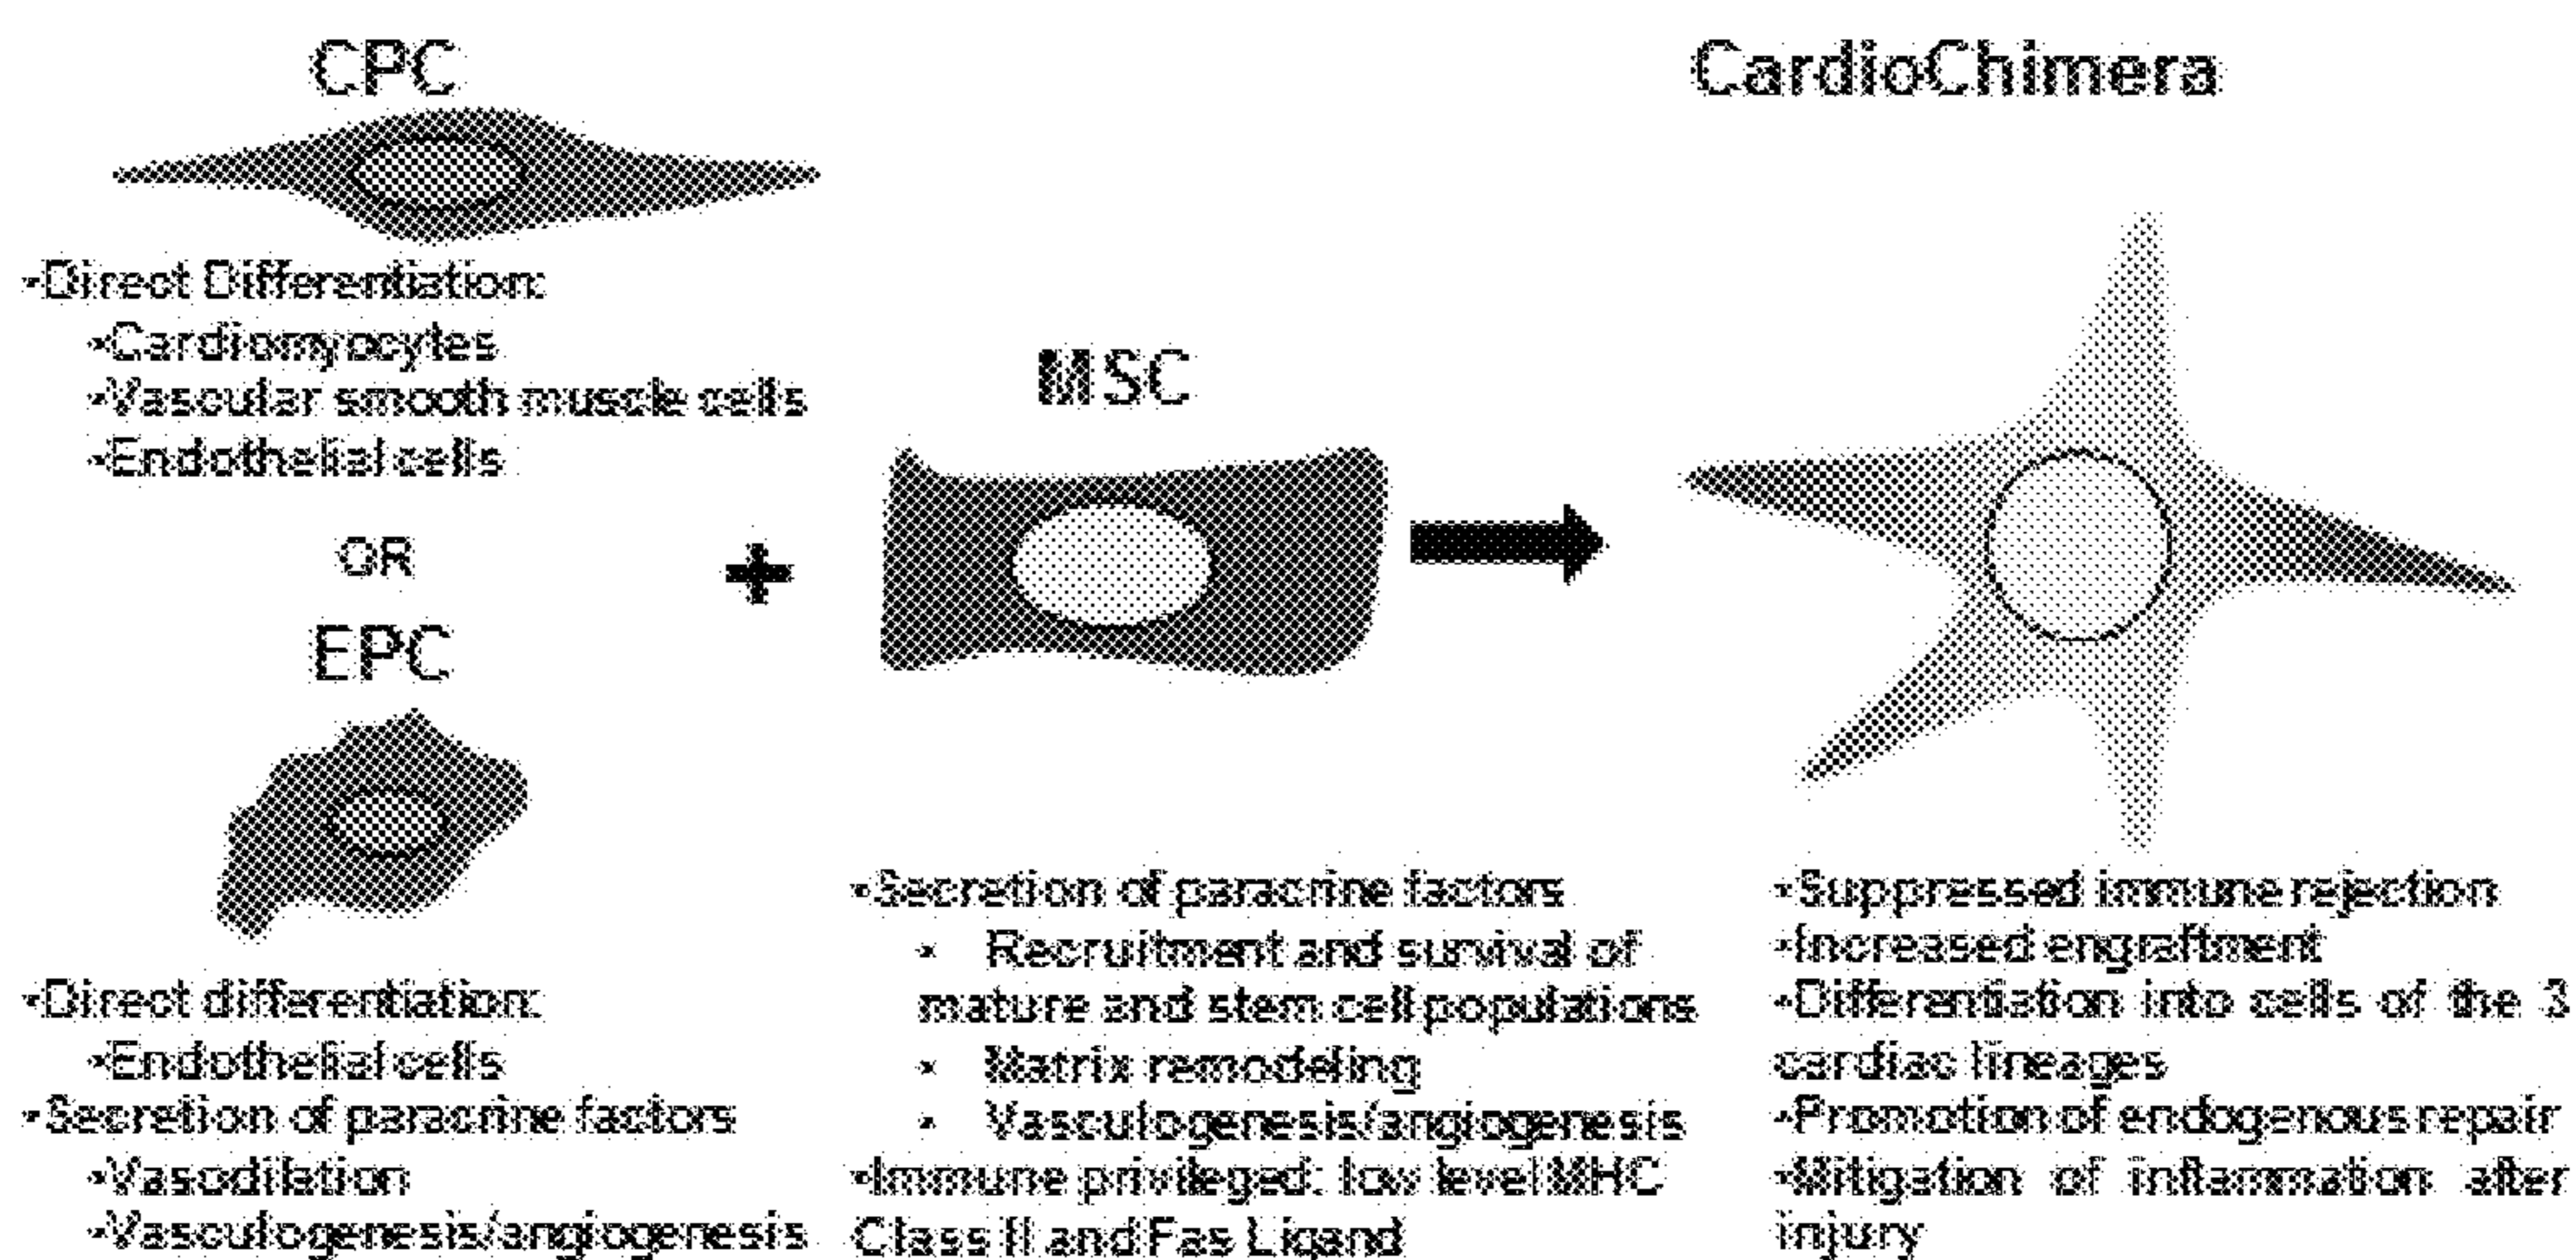 CPC
•Direct Differentiation:
•Cardiomyocytes
•Vascular smooth muscle cells
•Endothelial cells
OR
EPC
•Direct differentiation:
•Endothelial cells
•Secretion of paracrine factors
•Vasodilation
•Vasculogenesis/angiogenesis
+
MSC
•Secretion of paracrine factors
• Recruitment and survival of
mature and stem cell populations
• Matrix remodeling
• Vasculogenesis/angiogenesis
•Immune privileged: low level MHC
Class II and Fas Ligand
CardioChimera
•Suppressed immune rejection
•Increased engraftment
•Differentiation into cells of the 3
cardiac lineages
•Promotion of endogenous repair
•Mitigation of inflammation after
injury